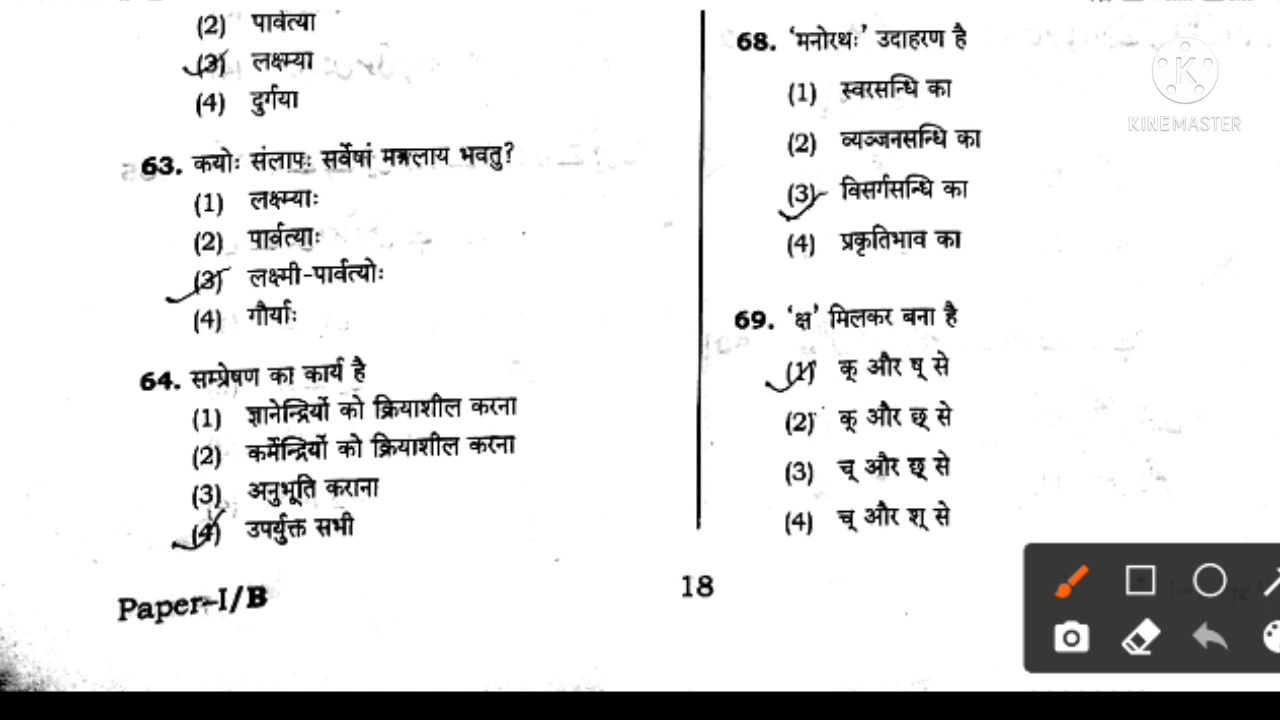 (2) पार्वत्या
(3) लक्ष्म्या
(4) दुर्गया
63. कयोः संलापः सर्वेषां मङ्गलाय भवतु?
(1) लक्ष्म्याः
(2) पार्वत्याः
(3) लक्ष्मी-पार्वत्योः
(4) गौर्याः
64. सम्प्रेषण का कार्य है
(1) ज्ञानेन्द्रियों को क्रियाशील करना
(2) कर्मेन्द्रियों को क्रियाशील करना
(3) अनुभूति कराना
(4) उपर्युक्त सभी
Paper-I/B
68. 'मनोरथः' उदाहरण है
(1) स्वरसन्धि का
(2) व्यञ्जनसन्धि का
(3) विसर्गसन्धि का
(4) प्रकृतिभाव का
69. 'क्ष' मिलकर बना है
(1) क् और ष् से
(2) क् और छ् से
(3) च् और छ् से
(4) च् और श् से
18
K
KINEMASTER